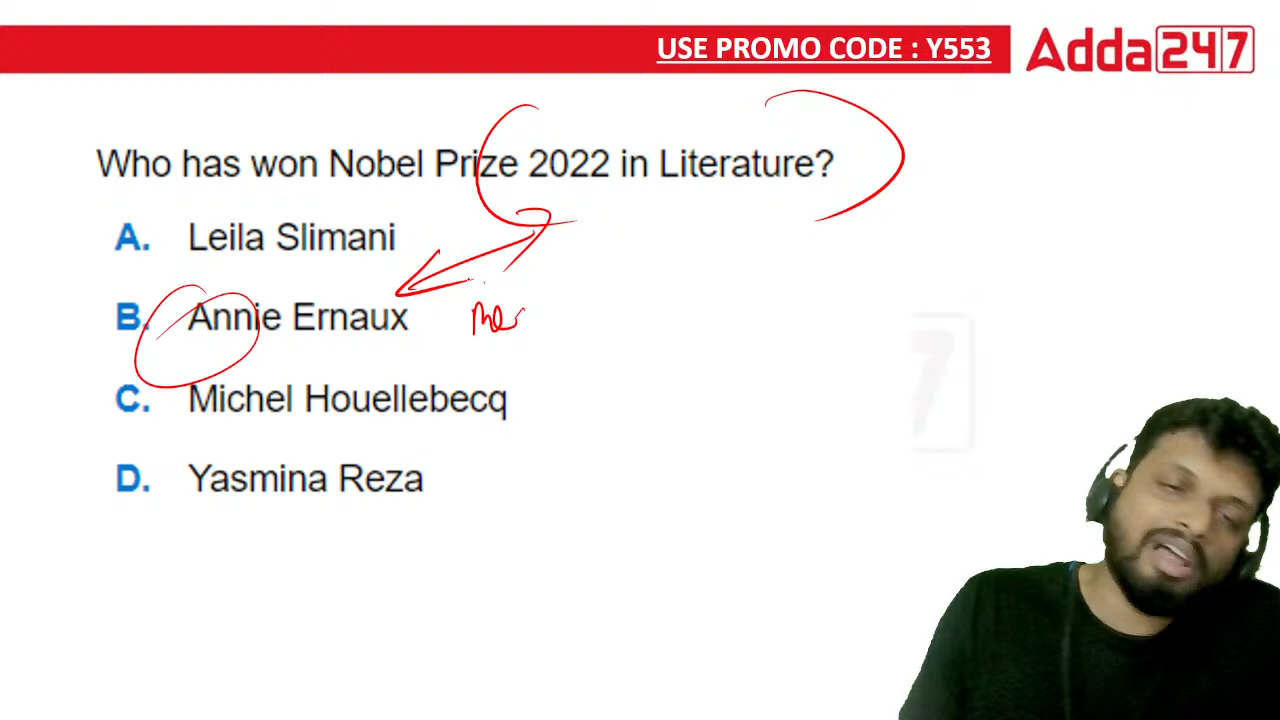 USE PROMO CODE : Y553
Adda247
Who has won Nobel Prize 2022 in Literature?
A. Leila Slimani
B. Annie Ernaux
C. Michel Houellebecq
D. Yasmina Reza
7